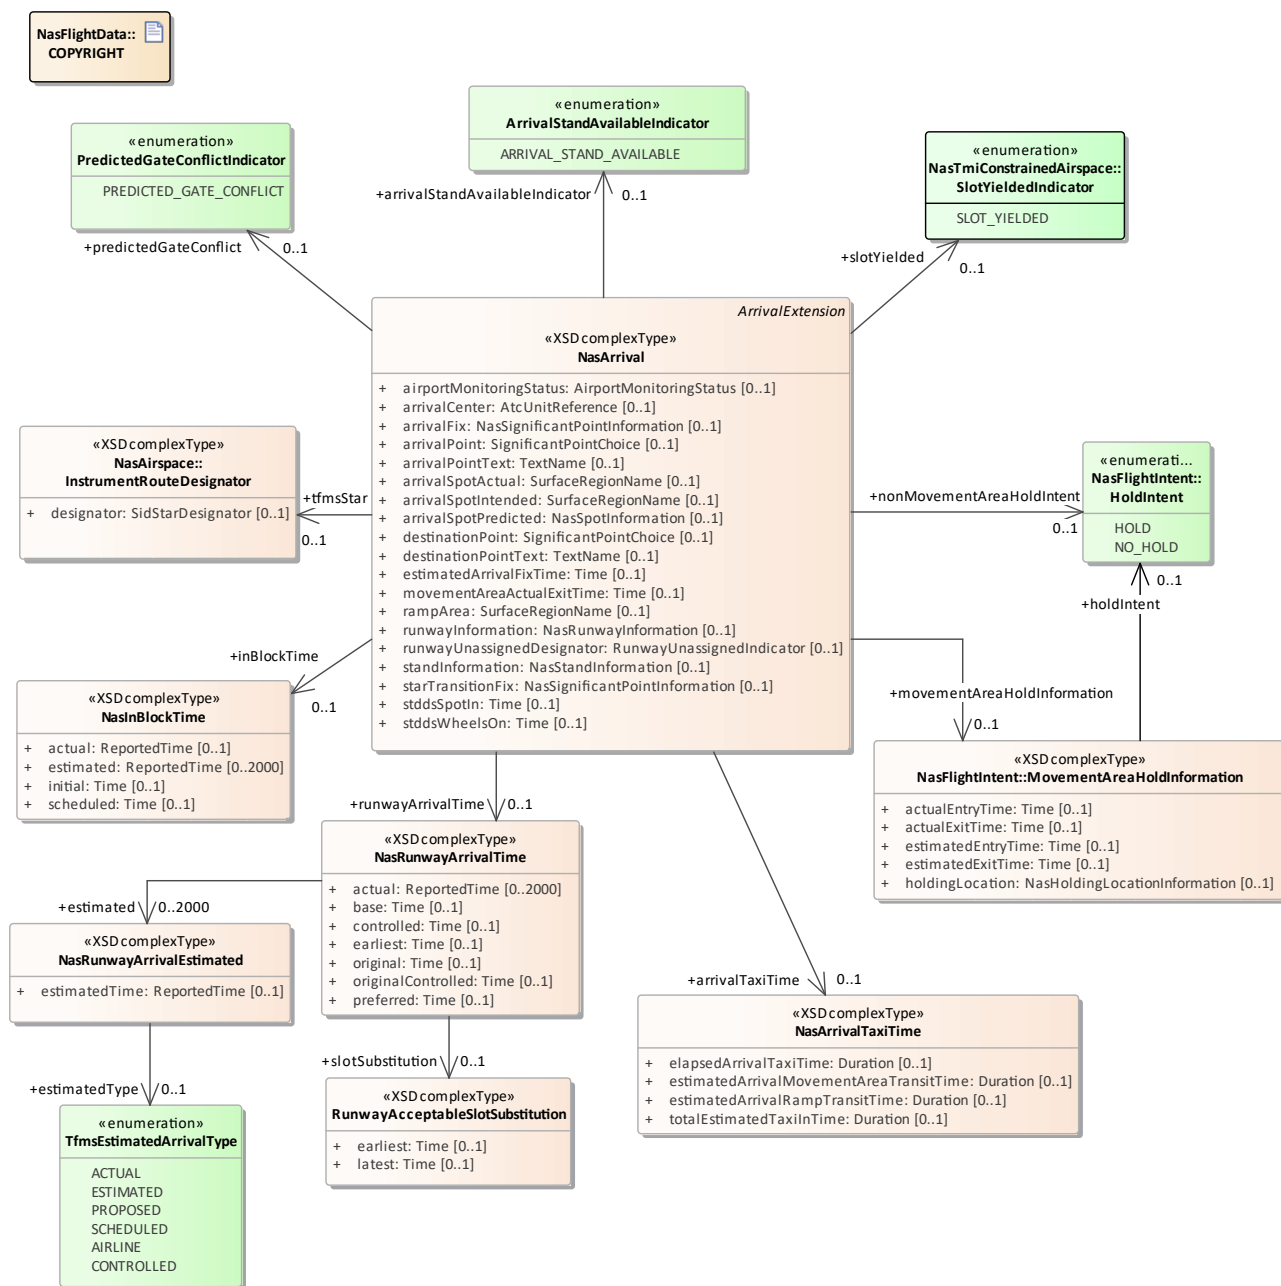 NasFlightData::
COPYRIGHT
«enumeration»
PredictedGateConflictIndicator
PREDICTED_GATE_CONFLICT
+predictedGateConflict
0..1
«enumeration»
ArrivalStandAvailableIndicator
ARRIVAL_STAND_AVAILABLE
+arrivalStandAvailableIndicator
0..1
«enumeration»
NasTmiConstrainedAirspace::
SlotYieldedIndicator
SLOT_YIELDED
+slotYielded
0..1
ArrivalExtension
«XSDcomplexType»
NasArrival
+ airportMonitoringStatus: AirportMonitoringStatus [0..1]
+ arrivalCenter: AtcUnitReference [0..1]
+ arrivalFix: NasSignificantPointInformation [0..1]
+ arrivalPoint: SignificantPointChoice [0..1]
+ arrivalPointText: TextName [0..1]
+ arrivalSpotActual: SurfaceRegionName [0..1]
+ arrivalSpotIntended: SurfaceRegionName [0..1]
+ arrivalSpotPredicted: NasSpotInformation [0..1]
+ destinationPoint: SignificantPointChoice [0..1]
+ destinationPointText: TextName [0..1]
+ estimatedArrivalFixTime: Time [0..1]
+ movementAreaActualExitTime: Time [0..1]
+ rampArea: SurfaceRegionName [0..1]
+ runwayInformation: NasRunwayInformation [0..1]
+ runwayUnassignedDesignator: RunwayUnassignedIndicator [0..1]
+ standInformation: NasStandInformation [0..1]
+ starTransitionFix: NasSignificantPointInformation [0..1]
+ stddsSpotIn: Time [0..1]
+ stddsWheelsOn: Time [0..1]
«XSDcomplexType»
NasAirspace::
InstrumentRouteDesignator
+ designator: SidStarDesignator [0..1]
+tfmsStar
0..1
«enumerati...
NasFlightIntent::
HoldIntent
HOLD
NO_HOLD
+nonMovementAreaHoldIntent
0..1
0..1
+holdIntent
+inBlockTime
0..1
«XSDcomplexType»
NasInBlockTime
+ actual: ReportedTime [0..1]
+ estimated: ReportedTime [0..2000]
+ initial: Time [0..1]
+ scheduled: Time [0..1]
+movementAreaHoldInformation
0..1
«XSDcomplexType»
NasFlightIntent::MovementAreaHoldInformation
+ actualEntryTime: Time [0..1]
+ actualExitTime: Time [0..1]
+ estimatedEntryTime: Time [0..1]
+ estimatedExitTime: Time [0..1]
+ holdingLocation: NasHoldingLocationInformation [0..1]
+runwayArrivalTime
0..1
«XSDcomplexType»
NasRunwayArrivalTime
+ actual: ReportedTime [0..2000]
+ base: Time [0..1]
+ controlled: Time [0..1]
+ earliest: Time [0..1]
+ original: Time [0..1]
+ originalControlled: Time [0..1]
+ preferred: Time [0..1]
+estimated
0..2000
«XSDcomplexType»
NasRunwayArrivalEstimated
+ estimatedTime: ReportedTime [0..1]
+arrivalTaxiTime
0..1
«XSDcomplexType»
NasArrivalTaxiTime
+ elapsedArrivalTaxiTime: Duration [0..1]
+ estimatedArrivalMovementAreaTransitTime: Duration [0..1]
+ estimatedArrivalRampTransitTime: Duration [0..1]
+ totalEstimatedTaxiInTime: Duration [0..1]
+slotSubstitution
0..1
«XSDcomplexType»
RunwayAcceptableSlotSubstitution
+ earliest: Time [0..1]
+ latest: Time [0..1]
+estimatedType
0..1
«enumeration»
TfmsEstimatedArrivalType
ACTUAL
ESTIMATED
PROPOSED
SCHEDULED
AIRLINE
CONTROLLED